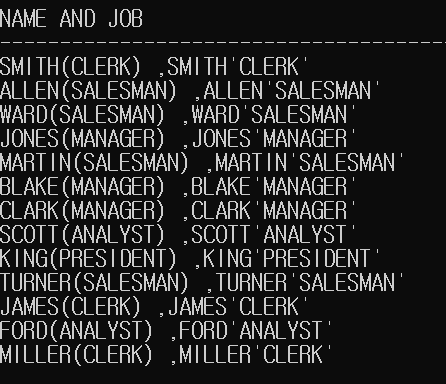 NAME AND JOB
--------------------------------------------------------
SMITH(CLERK) ,SMITH'CLERK'
ALLEN(SALESMAN) ,ALLEN'SALESMAN'
WARD(SALESMAN) ,WARD'SALESMAN'
JONES(MANAGER) ,JONES'MANAGER'
MARTIN(SALESMAN) ,MARTIN'SALESMAN'
BLAKE(MANAGER) ,BLAKE'MANAGER'
CLARK(MANAGER) ,CLARK'MANAGER'
SCOTT(ANALYST) ,SCOTT'ANALYST'
KING(PRESIDENT) ,KING'PRESIDENT'
TURNER(SALESMAN) ,TURNER'SALESMAN'
JAMES(CLERK) ,JAMES'CLERK'
FORD(ANALYST) ,FORD'ANALYST'
MILLER(CLERK) ,MILLER'CLERK'